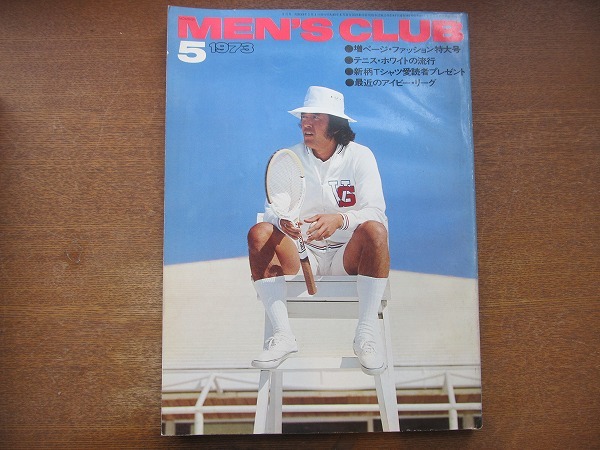 MEN'S CLUB
5 1973
●増ページ・ファッション特大号
●テニス・ホワイトの流行
●新柄Tシャツ愛読者プレゼント
●最近のアイビー・リーグ